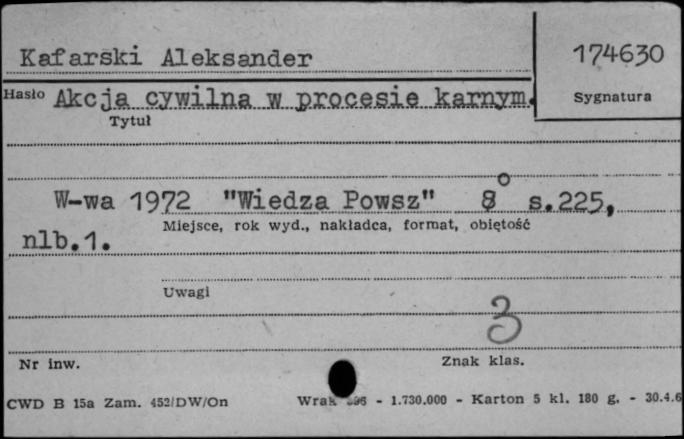 Kafarski Aleksander
174630
Hasło Akcja cywilna w procesie karnym.
Sygnatura
Tytuł
W-wa 1972 "Wiedza Powsz" 8° s.225,
Miejsce, rok wyd., nakładca, format, objętość
nlb.1.
Uwagi
3
Nr inw.
Znak klas.
CWD B 15a Zam. 452/DW/On - 1.730.000 - Karton 5 kl. 180 g. - 30.4.6